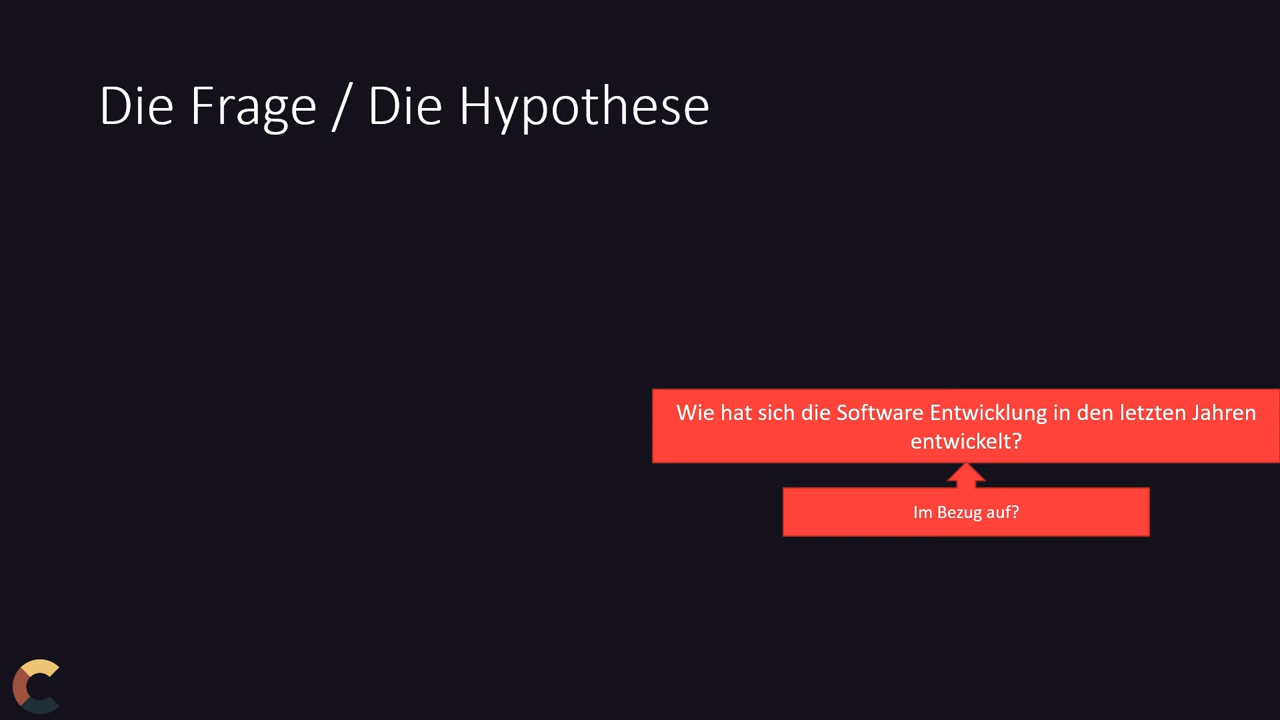 Die Frage / Die Hypothese
Wie hat sich die Software Entwicklung in den letzten Jahren
entwickelt?
Im Bezug auf?